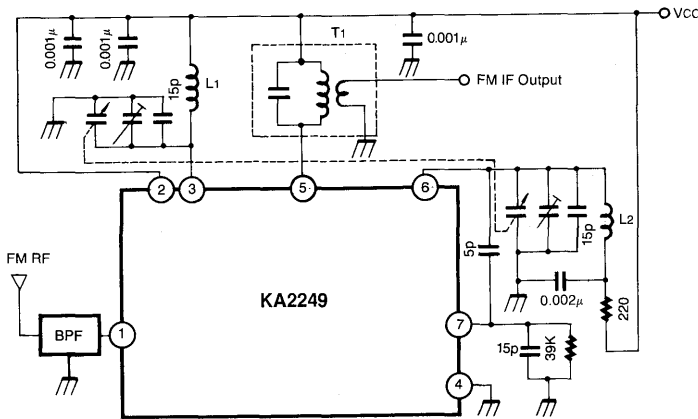 VCC
0.001μ
0.001μ
T1
0.001μ
15p
L1
FM IF Output
2
3
5
6
FM RF
5p
15p
L2
KA2249
0.002μ
220
BPF
1
7
15p
39K
4